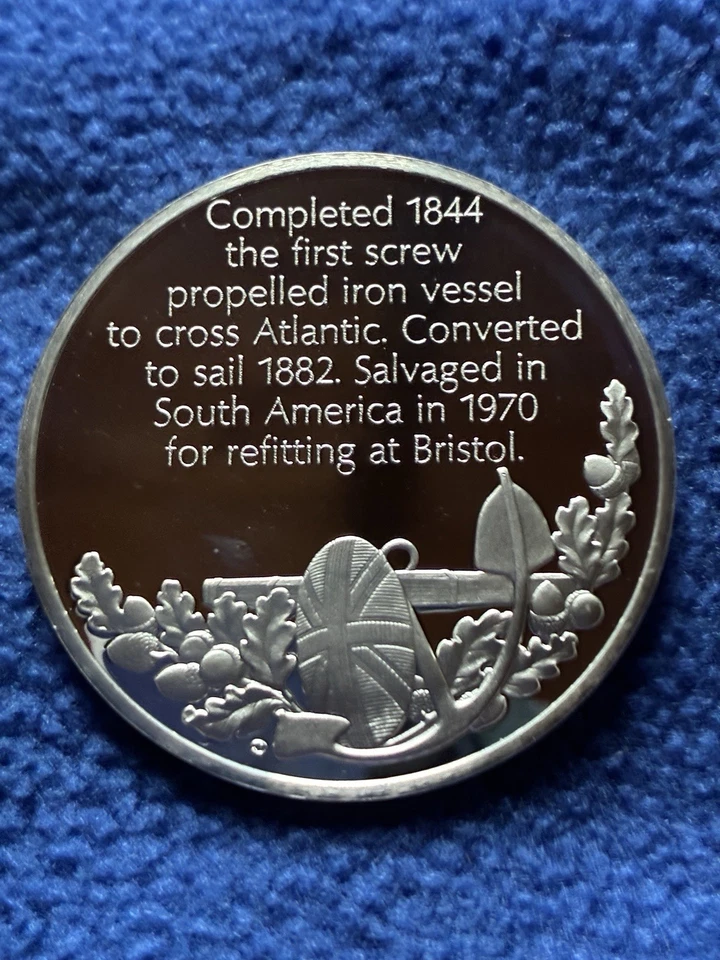 Completed 1844
the first screw
propelled iron vessel
to cross Atlantic. Converted
to sail 1882. Salvaged in
South America in 1970
for refitting at Bristol.